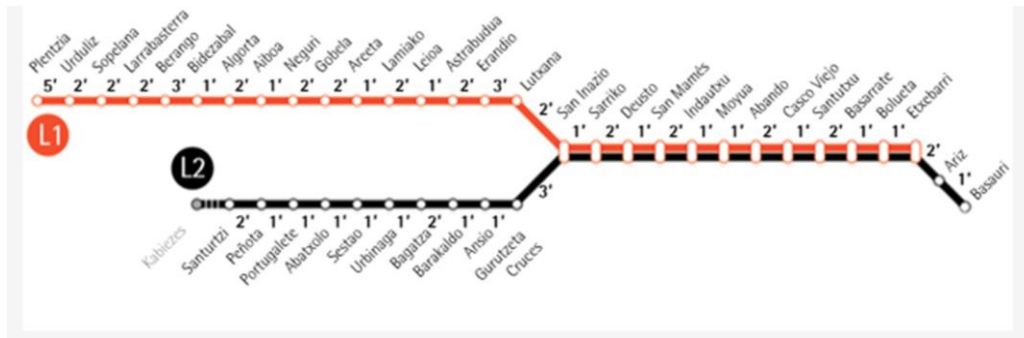 Plentzia
Urduliz
Sopelana
Larrabasterra
Berango
Bidezabal
Algorta
Aiboa
Neguri
Gobela
Areeta
Lamiako
Leioa
Astrabudua
Erandio
Lutxana
5' 2' 2' 2' 3' 1' 2' 1' 2' 2' 1' 2' 1' 2' 3'
L1
2'
San Inazio
Sarriko
Deusto
San Mamés
Indautxu
Moyua
Abando
Casco Viejo
Santutxu
Basarrate
Bolueta
Etxebarri
1' 2' 1' 2' 1' 1' 2' 1' 2' 1' 1'
2'
Ariz
1'
Basauri
L2
3'
2' 1' 1' 1' 1' 1' 2' 1' 1'
Kabiezes
Santurtzi
Peñota
Portugalete
Abatxolo
Sestao
Urbinaga
Bagatza
Barakaldo
Ansio
Gurutzeta
Cruces